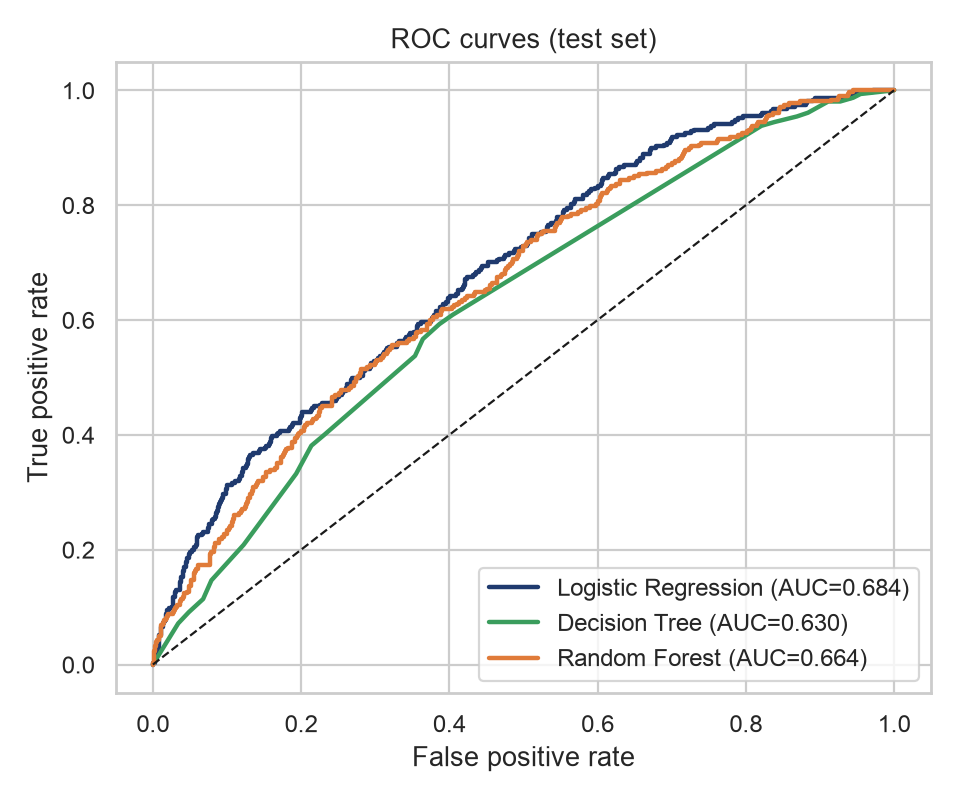 ROC curves (test set)
1.0
0.8
0.6
0.4
0.2
0.0
True positive rate
Logistic Regression (AUC=0.684)
Decision Tree (AUC=0.630)
Random Forest (AUC=0.664)
0.0 0.2 0.4 0.6 0.8 1.0
False positive rate